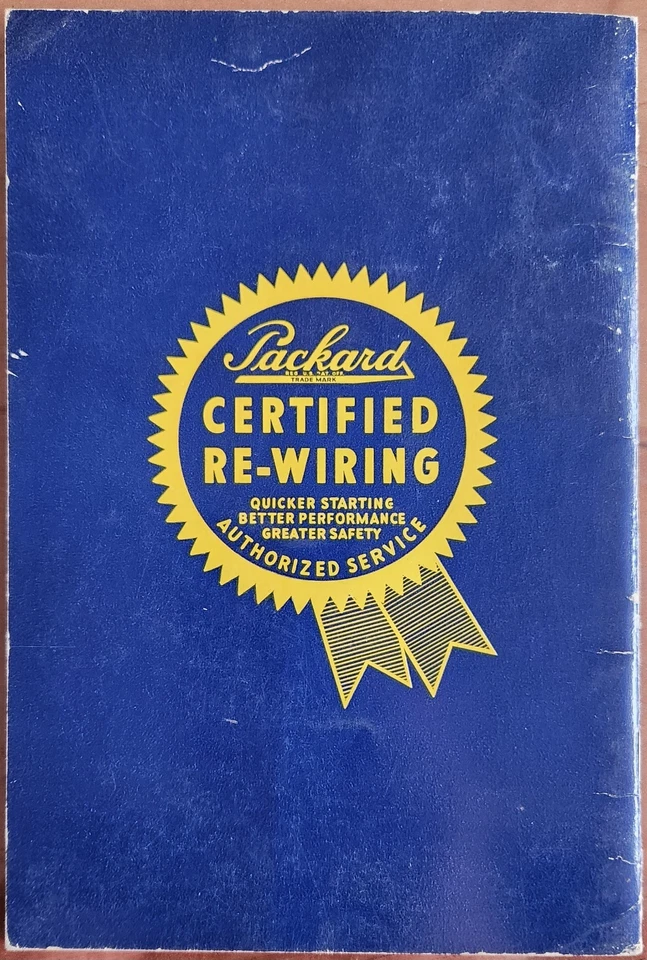 Packard
REG. U.S. PAT. OFF.
TRADE MARK
CERTIFIED
RE-WIRING
QUICKER STARTING
BETTER PERFORMANCE
GREATER SAFETY
AUTHORIZED SERVICE